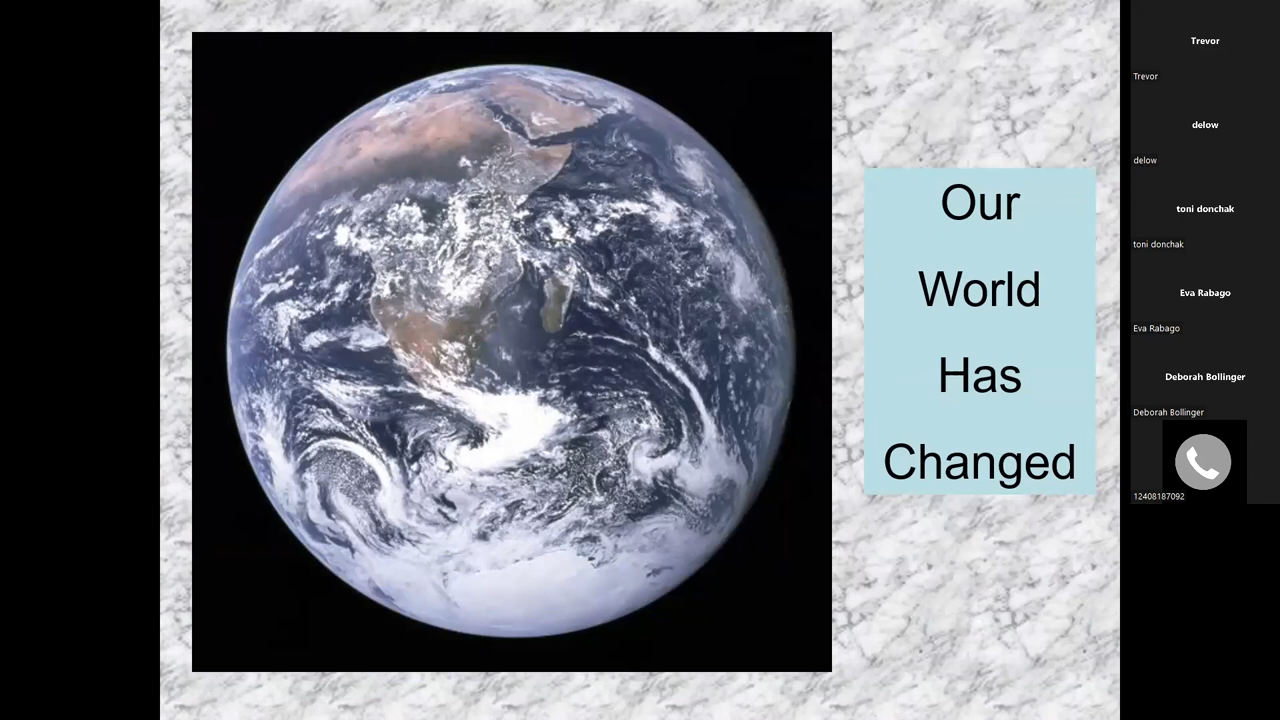 Our
World
Has
Changed
Trevor
Trevor
delow
delow
toni donchak
toni donchak
Eva Rabago
Eva Rabago
Deborah Bollinger
Deborah Bollinger
12408187092